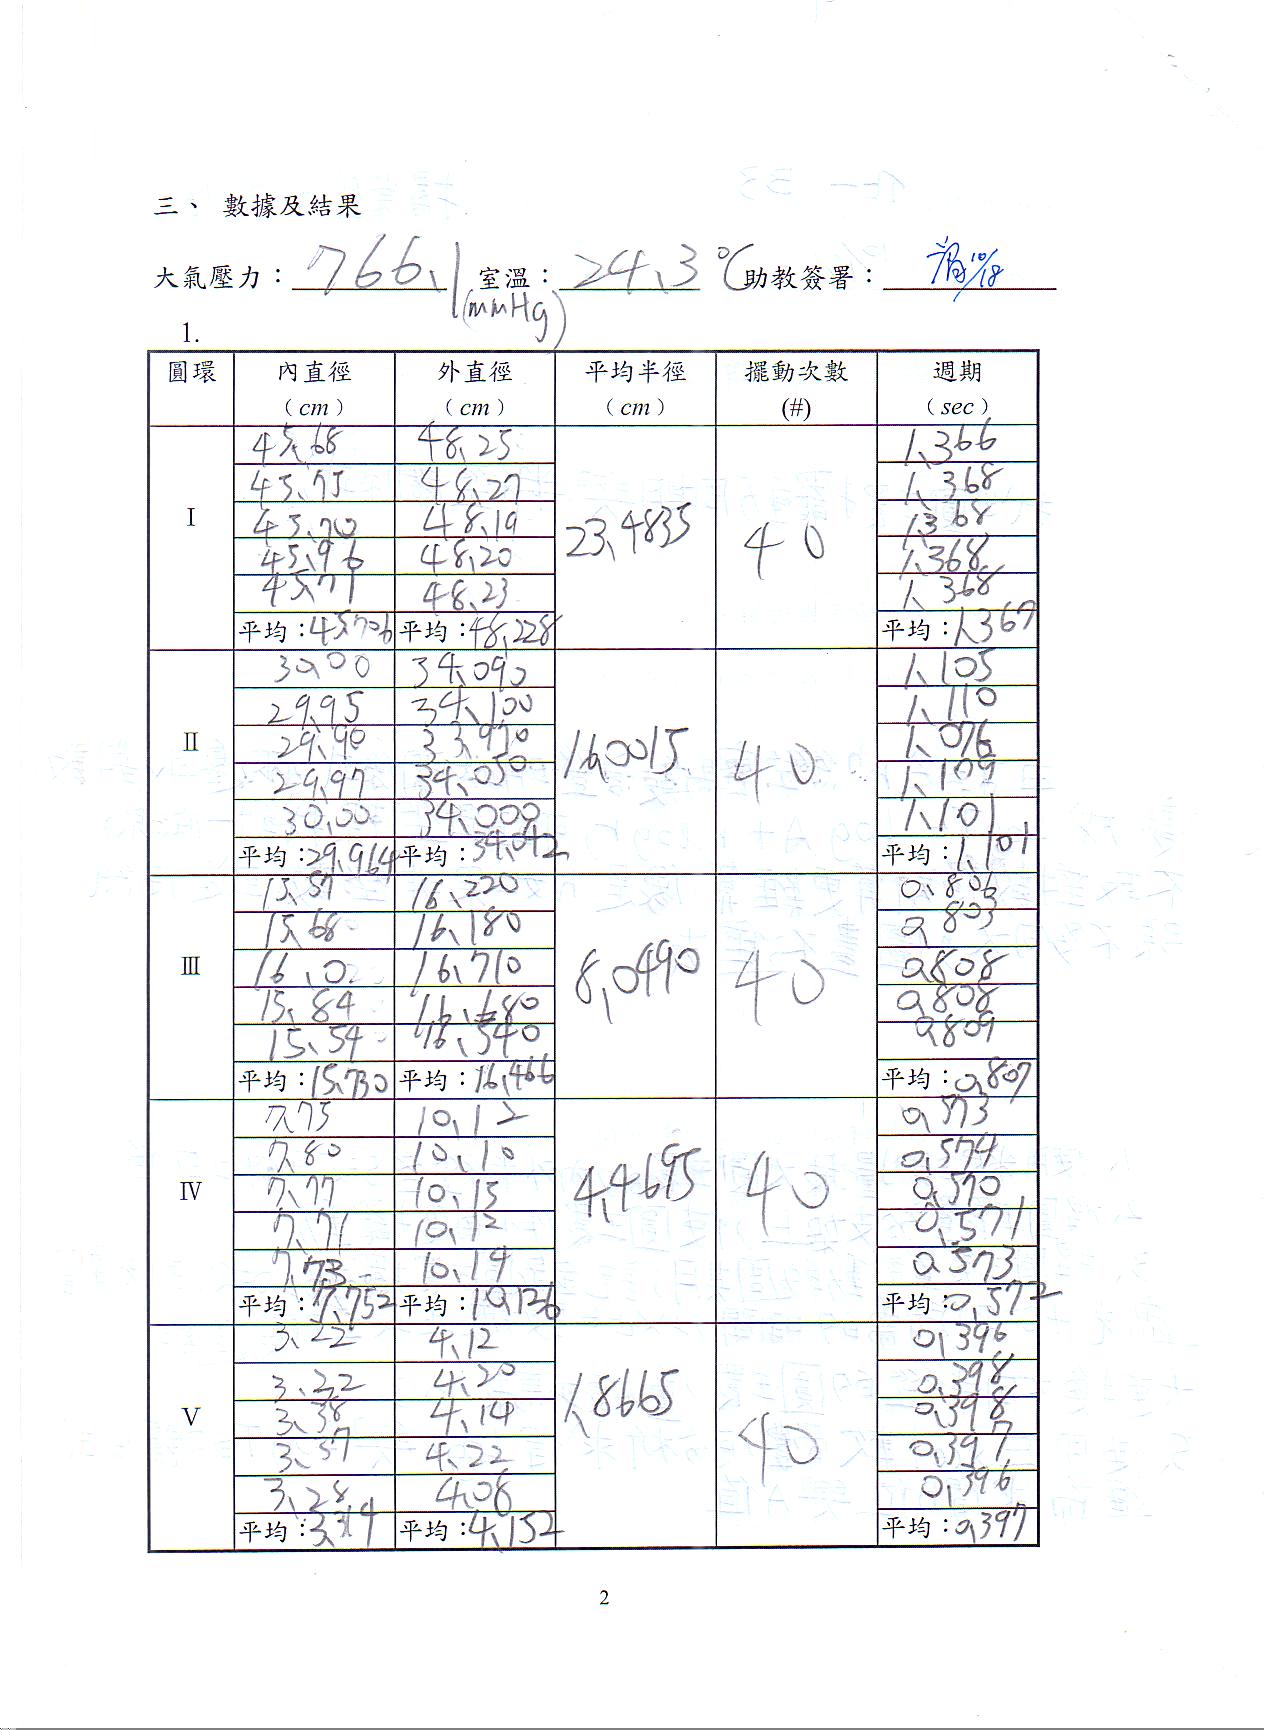 三、 數據及結果
大氣壓力：766.1(mmHg) 室溫：24.3℃ 助教簽署：10/18
1.
圓環 內直徑 (cm) 外直徑 (cm) 平均半徑 (cm) 擺動次數 (#) 週期 (sec)
I
45.68 48.25 1.366
45.75 48.27 1.368
45.70 48.19 23.4835 40 1.368
45.96 48.20 1.368
45.71 48.23 1.368
平均：45.706 平均：48.228 平均：1.367
II
30.00 34.090 1.105
29.95 34.100 1.110
29.90 33.970 16.0015 40 1.076
29.97 34.050 1.109
30.00 34.000 1.101
平均：29.964 平均：34.042 平均：1.101
III
15.57 16.220 0.806
15.68 16.180 0.803
16.0 16.710 8.0490 40 0.808
15.84 16.680 0.808
15.54 16.540 0.809
平均：15.730 平均：16.466 平均：0.807
IV
7.75 10.12 0.573
7.80 10.10 0.574
7.77 10.15 4.4695 40 0.570
7.71 10.12 0.571
7.73 10.14 0.573
平均：7.752 平均：10.126 平均：0.572
V
3.22 4.12 0.396
3.22 4.20 0.398
3.38 4.14 1.8665 40 0.398
3.37 4.22 0.397
3.28 4.08 0.396
平均：3.314 平均：4.152 平均：0.397
2